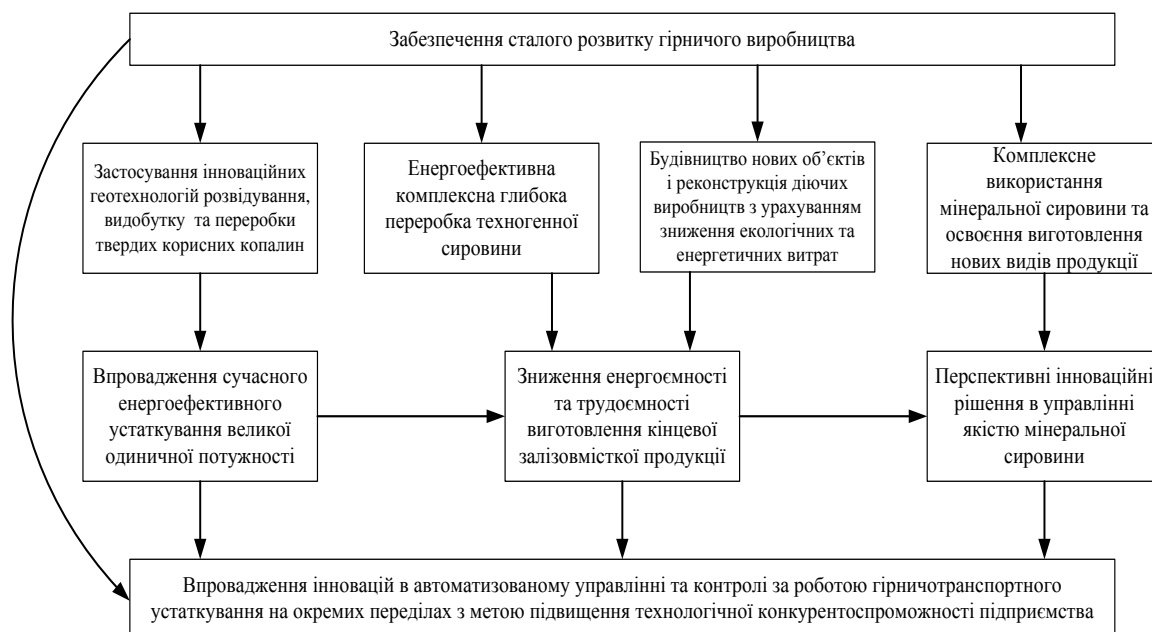 Забезпечення сталого розвитку гірничого виробництва
Застосування інноваційних
геотехнологій розвідування,
видобутку та переробки
твердих корисних копалин
Енергоефективна
комплексна глибока
переробка техногенної
сировини
Будівництво нових об’єктів
і реконструкція діючих
виробництв з урахуванням
зниження екологічних та
енергетичних витрат
Комплексне
використання
мінеральної сировини та
освоєння виготовлення
нових видів продукції
Впровадження сучасного
енергоефективного
устаткування великої
одиничної потужності
Зниження енергоємності
та трудоємності
виготовлення кінцевої
залізовмісткої продукції
Перспективні інноваційні
рішення в управлінні
якістю мінеральної
сировини
Впровадження інновацій в автоматизованому управлінні та контролі за роботою гірничотранспортного
устаткування на окремих переділах з метою підвищення технологічної конкурентоспроможності підприємства